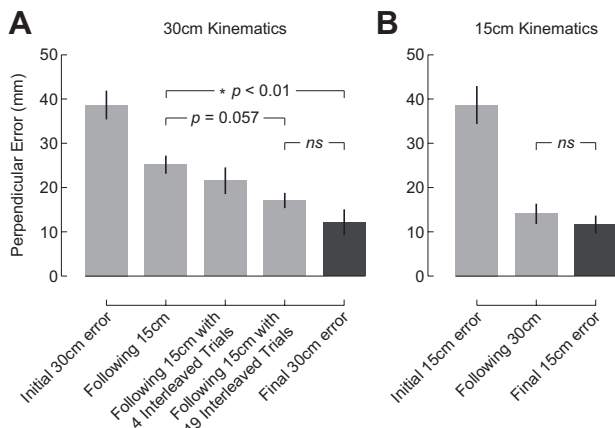 A
30cm Kinematics
Perpendicular Error (mm)
50
40
30
20
10
0
* p < 0.01
p = 0.057
ns
Initial 30cm error
Following 15cm
Following 15cm with
4 Interleaved Trials
Following 15cm with
19 Interleaved Trials
Final 30cm error
B
15cm Kinematics
50
40
30
20
10
0
ns
Initial 15cm error
Following 30cm
Final 15cm error